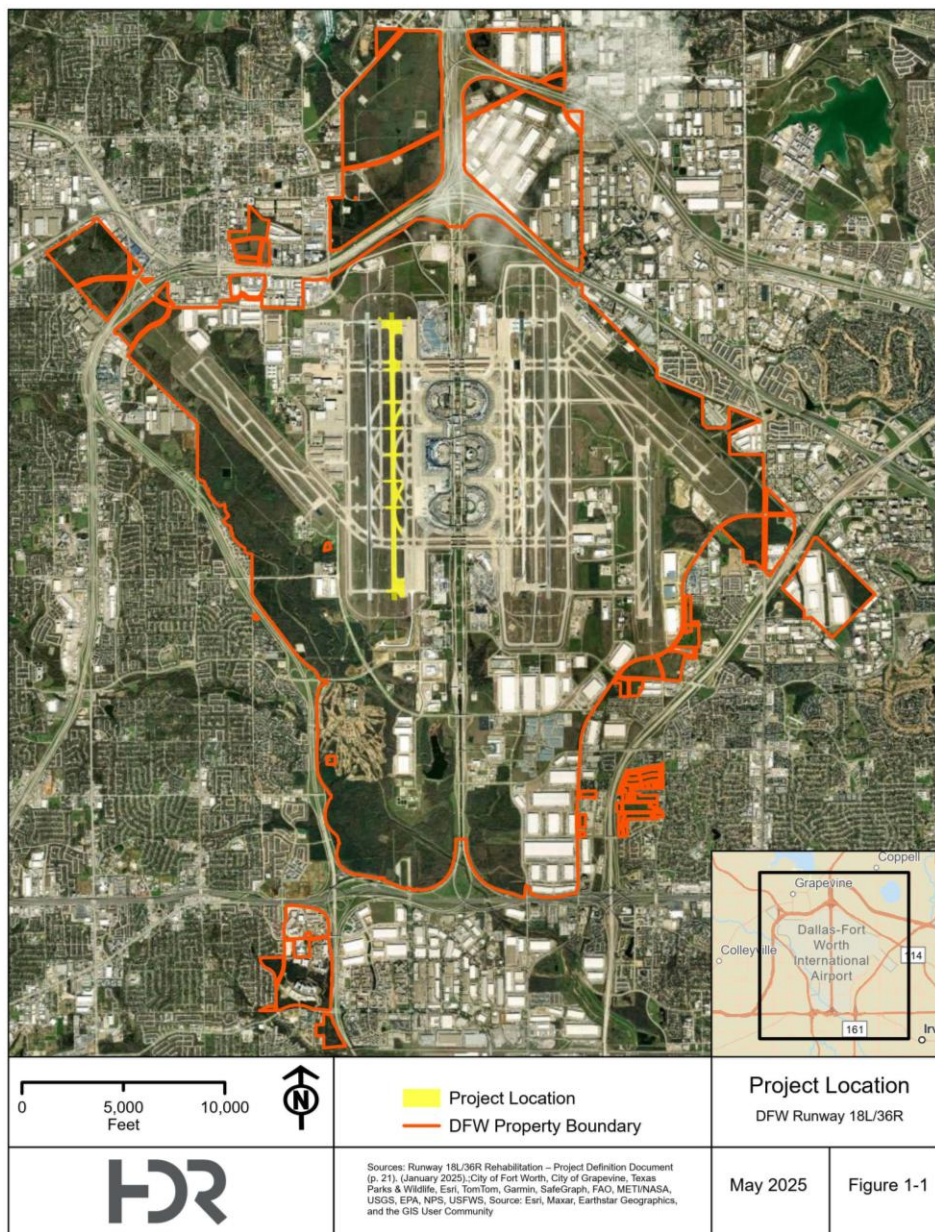 Coppell
Grapevine
Dallas-Fort
Worth
International
Airport
Colleyville
114
161
Irv
0 5,000 10,000
Feet
N
Project Location
DFW Property Boundary
Project Location
DFW Runway 18L/36R
HDR
Sources: Runway 18L/36R Rehabilitation – Project Definition Document
(p. 21). (January 2025).;City of Fort Worth, City of Grapevine, Texas
Parks & Wildlife, Esri, TomTom, Garmin, SafeGraph, FAO, METI/NASA,
USGS, EPA, NPS, USFWS, Source: Esri, Maxar, Earthstar Geographics,
and the GIS User Community
May 2025
Figure 1-1